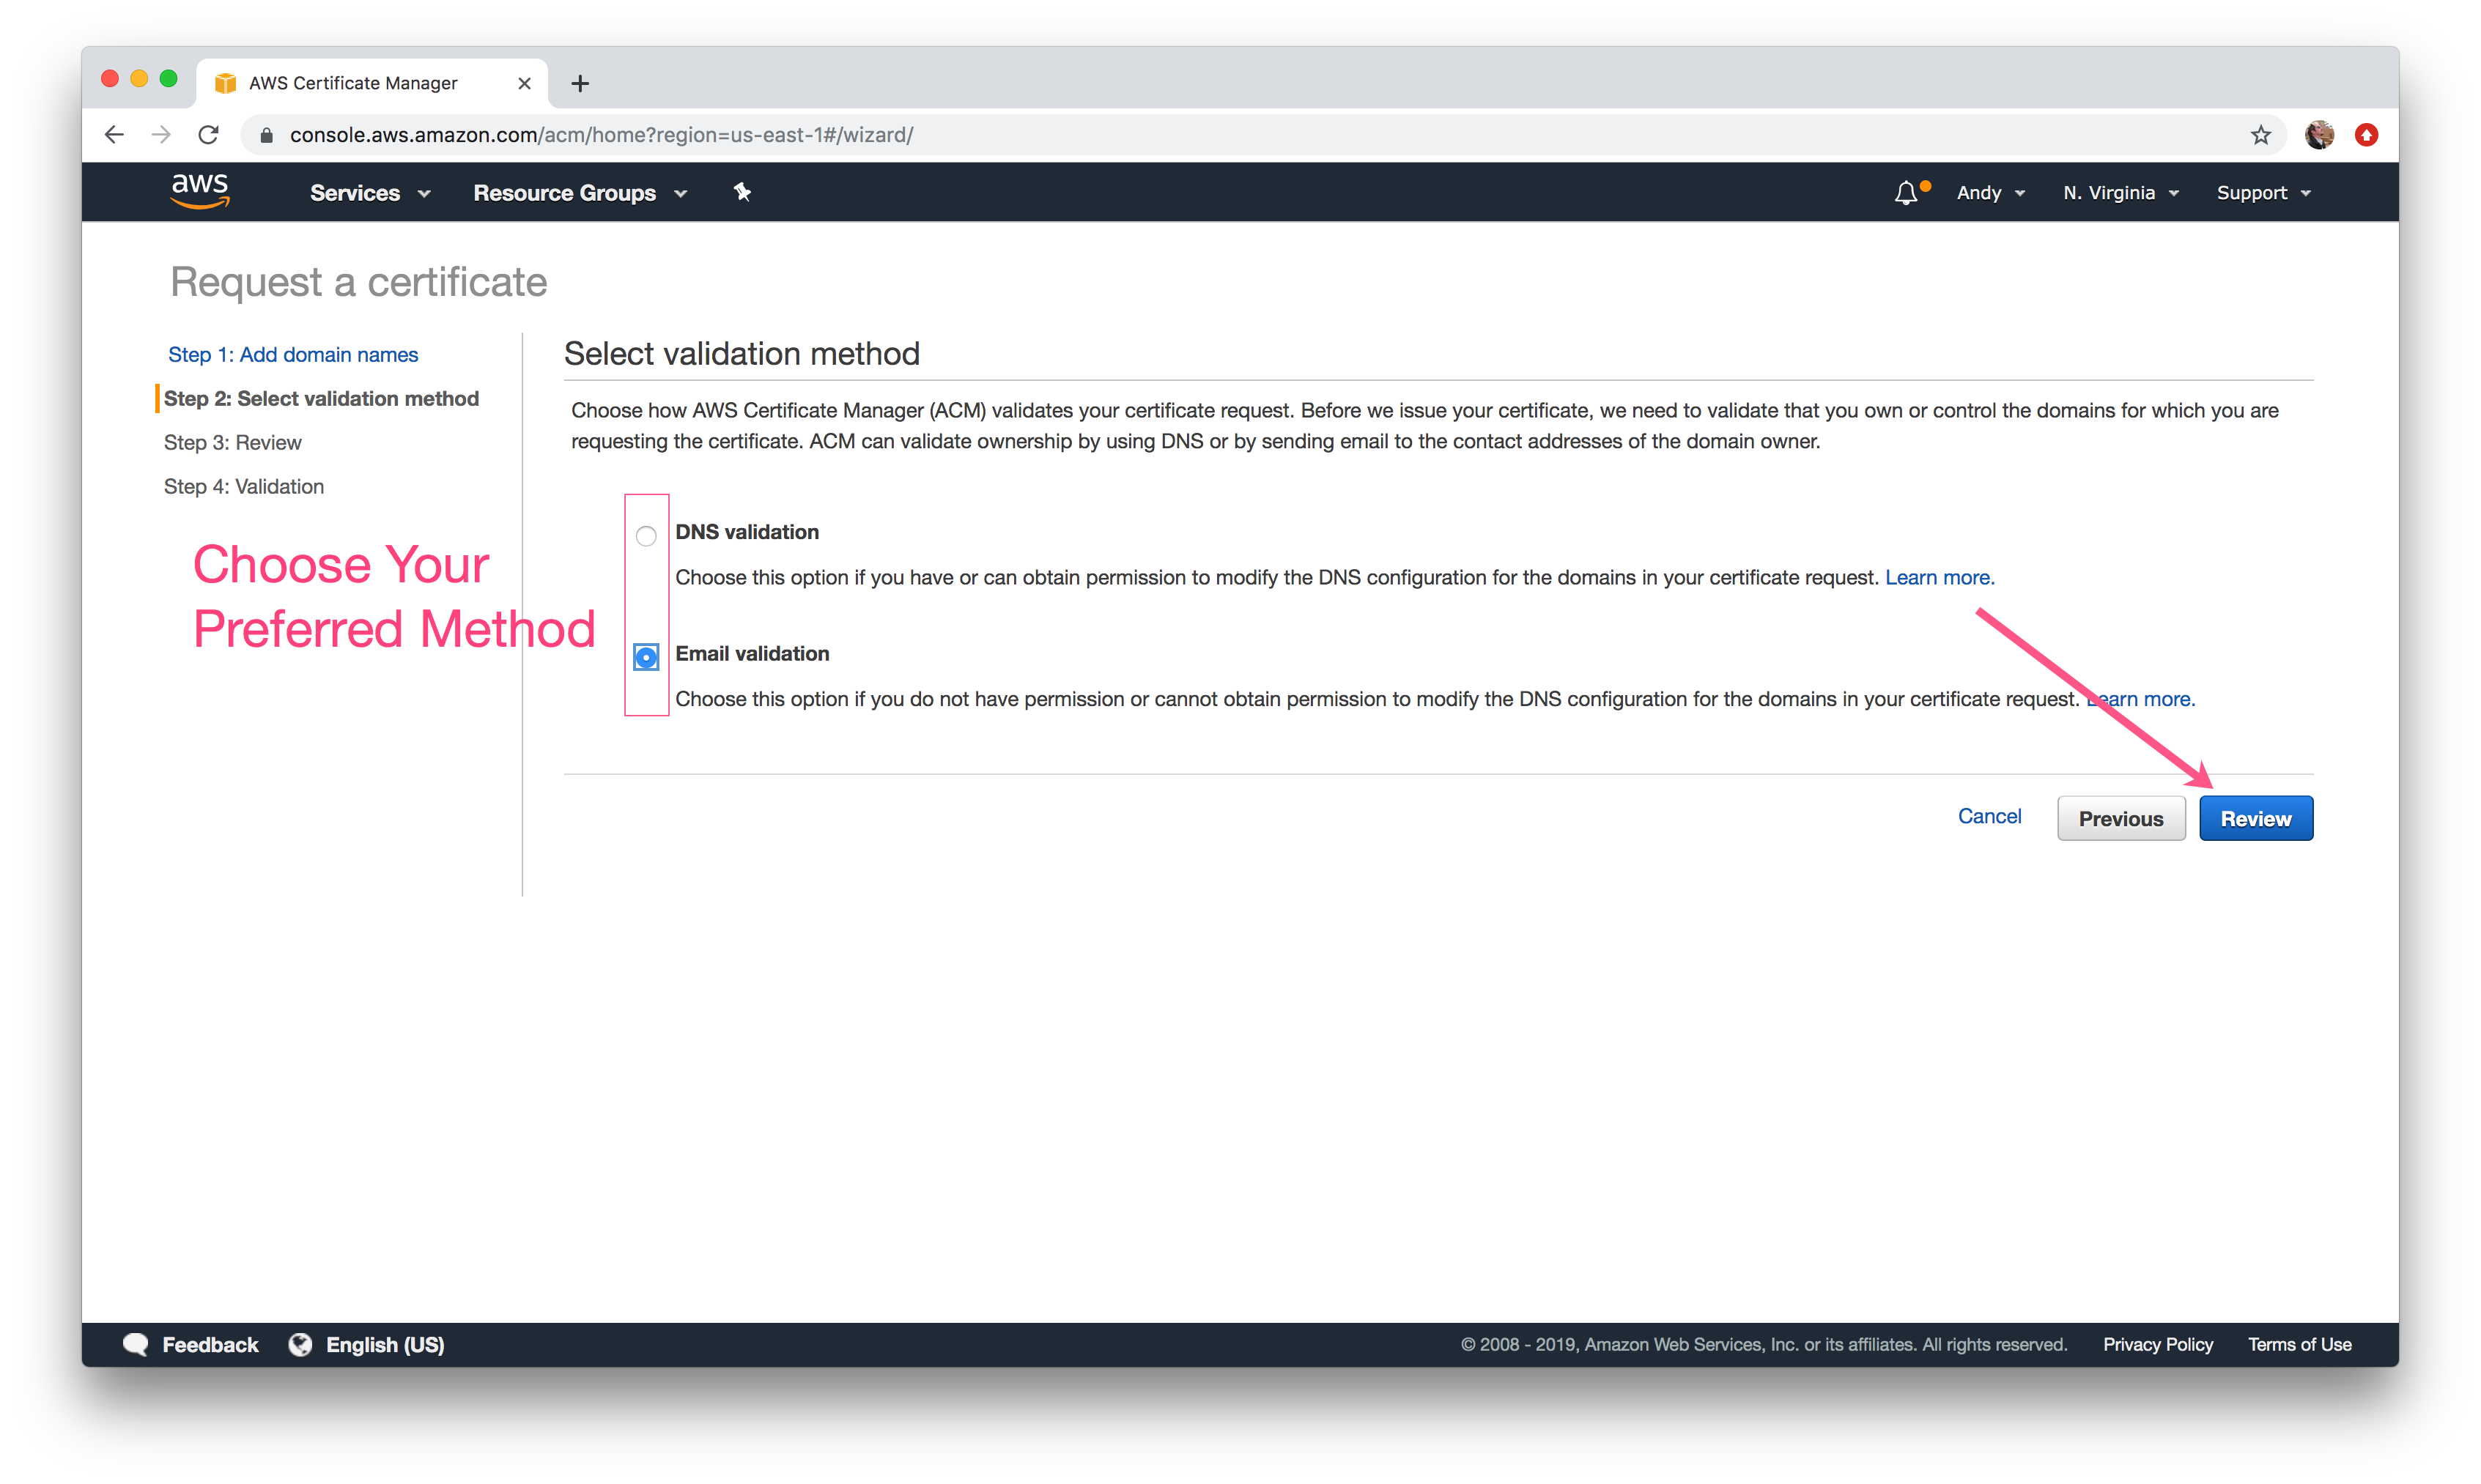 AWS Certificate Manager
console.aws.amazon.com/acm/home?region=us-east-1#/wizard/
aws
Services
Resource Groups
Andy
N. Virginia
Support
Request a certificate
Step 1: Add domain names
Step 2: Select validation method
Step 3: Review
Step 4: Validation
Choose Your
Preferred Method
Select validation method
Choose how AWS Certificate Manager (ACM) validates your certificate request. Before we issue your certificate, we need to validate that you own or control the domains for which you are
requesting the certificate. ACM can validate ownership by using DNS or by sending email to the contact addresses of the domain owner.
DNS validation
Choose this option if you have or can obtain permission to modify the DNS configuration for the domains in your certificate request. Learn more.
Email validation
Choose this option if you do not have permission or cannot obtain permission to modify the DNS configuration for the domains in your certificate request. Learn more.
Cancel
Previous
Review
Feedback
English (US)
© 2008 - 2019, Amazon Web Services, Inc. or its affiliates. All rights reserved.
Privacy Policy
Terms of Use